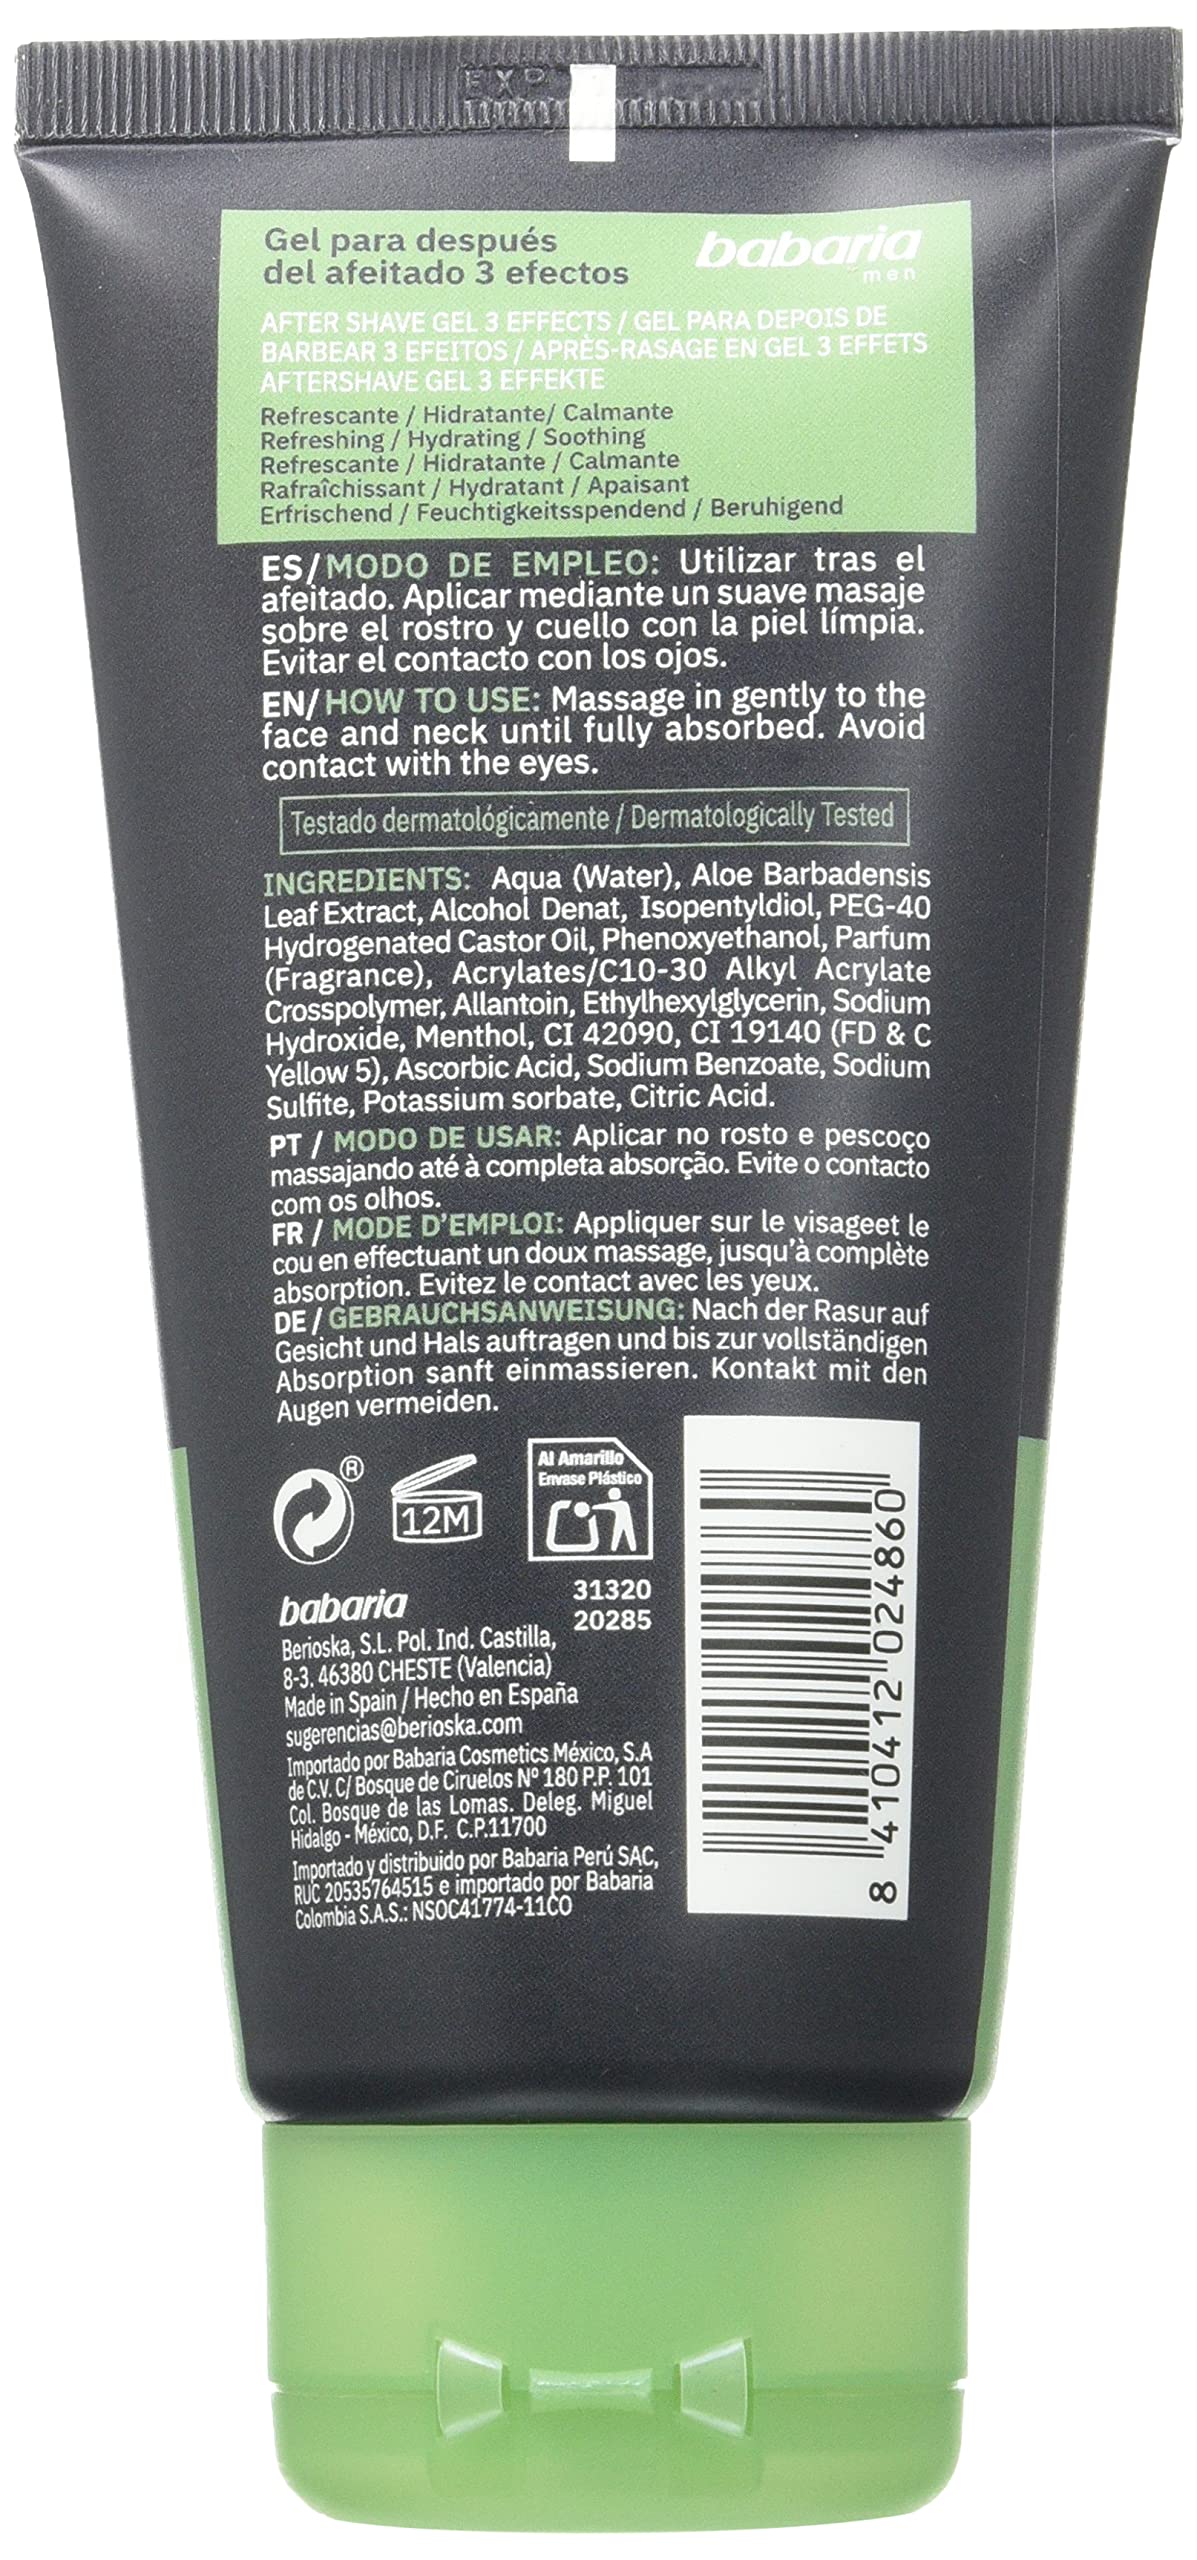 EXP
Gel para después
del afeitado 3 efectos
babaria
men
AFTER SHAVE GEL 3 EFFECTS / GEL PARA DEPOIS DE
BARBEAR 3 EFEITOS / APRÈS-RASAGE EN GEL 3 EFFETS
AFTERSHAVE GEL 3 EFFEKTE
Refrescante / Hidratante/ Calmante
Refreshing / Hydrating / Soothing
Refrescante / Hidratante / Calmante
Rafraîchissant / Hydratant / Apaisant
Erfrischend / Feuchtigkeitsspendend / Beruhigend
ES/MODO DE EMPLEO: Utilizar tras el
afeitado. Aplicar mediante un suave masaje
sobre el rostro y cuello con la piel límpia.
Evitar el contacto con los ojos.
EN/HOW TO USE: Massage in gently to the
face and neck until fully absorbed. Avoid
contact with the eyes.
Testado dermatológicamente / Dermatologically Tested
INGREDIENTS: Aqua (Water), Aloe Barbadensis
Leaf Extract, Alcohol Denat, Isopentyldiol, PEG-40
Hydrogenated Castor Oil, Phenoxyethanol, Parfum
(Fragrance), Acrylates/C10-30 Alkyl Acrylate
Crosspolymer, Allantoin, Ethylhexylglycerin, Sodium
Hydroxide, Menthol, CI 42090, CI 19140 (FD & C
Yellow 5), Ascorbic Acid, Sodium Benzoate, Sodium
Sulfite, Potassium sorbate, Citric Acid.
PT / MODO DE USAR: Aplicar no rosto e pescoço
massajando até à completa absorção. Evite o contacto
com os olhos.
FR / MODE D'EMPLOI: Appliquer sur le visageet le
cou en effectuant un doux massage, jusqu'à complète
absorption. Evitez le contact avec les yeux.
DE / GEBRAUCHSANWEISUNG: Nach der Rasur auf
Gesicht und Hals auftragen und bis zur vollständigen
Absorption sanft einmassieren. Kontakt mit den
Augen vermeiden.
®
12M
Al Amarillo
Envase Plástico
babaria
31320
20285
Berioska, S.L. Pol. Ind. Castilla,
8-3. 46380 CHESTE (Valencia)
Made in Spain / Hecho en España
sugerencias@berioska.com
Importado por Babaria Cosmetics México, S.A
de C.V. C/ Bosque de Ciruelos Nº 180 P.P. 101
Col. Bosque de las Lomas. Deleg. Miguel
Hidalgo - México, D.F. C.P.11700
Importado y distribuido por Babaria Perú SAC,
RUC 20535764515 e importado por Babaria
Colombia S.A.S.: NSOC41774-11CO
8 410412 024860